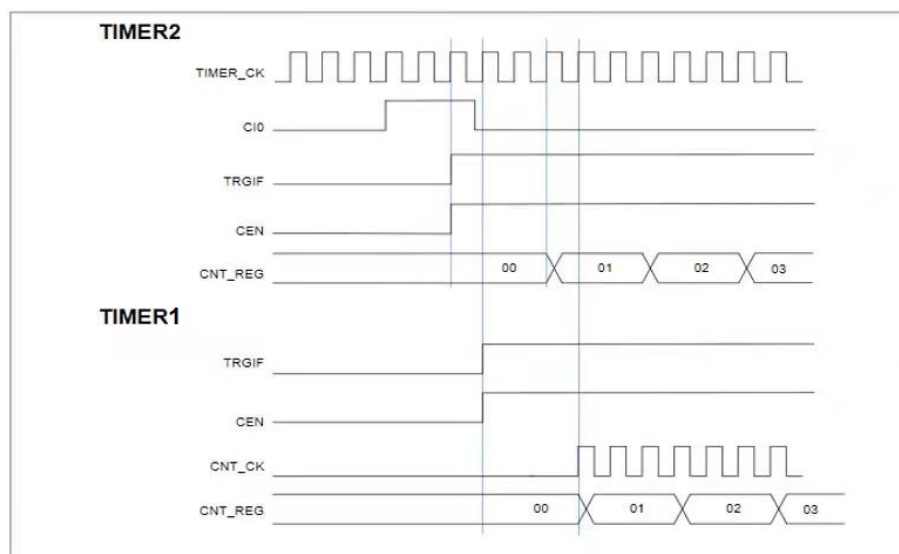 TIMER2
TIMER_CK
CI0
TRGIF
CEN
CNT_REG 00 01 02 03
TIMER1
TRGIF
CEN
CNT_CK
CNT_REG 00 01 02 03